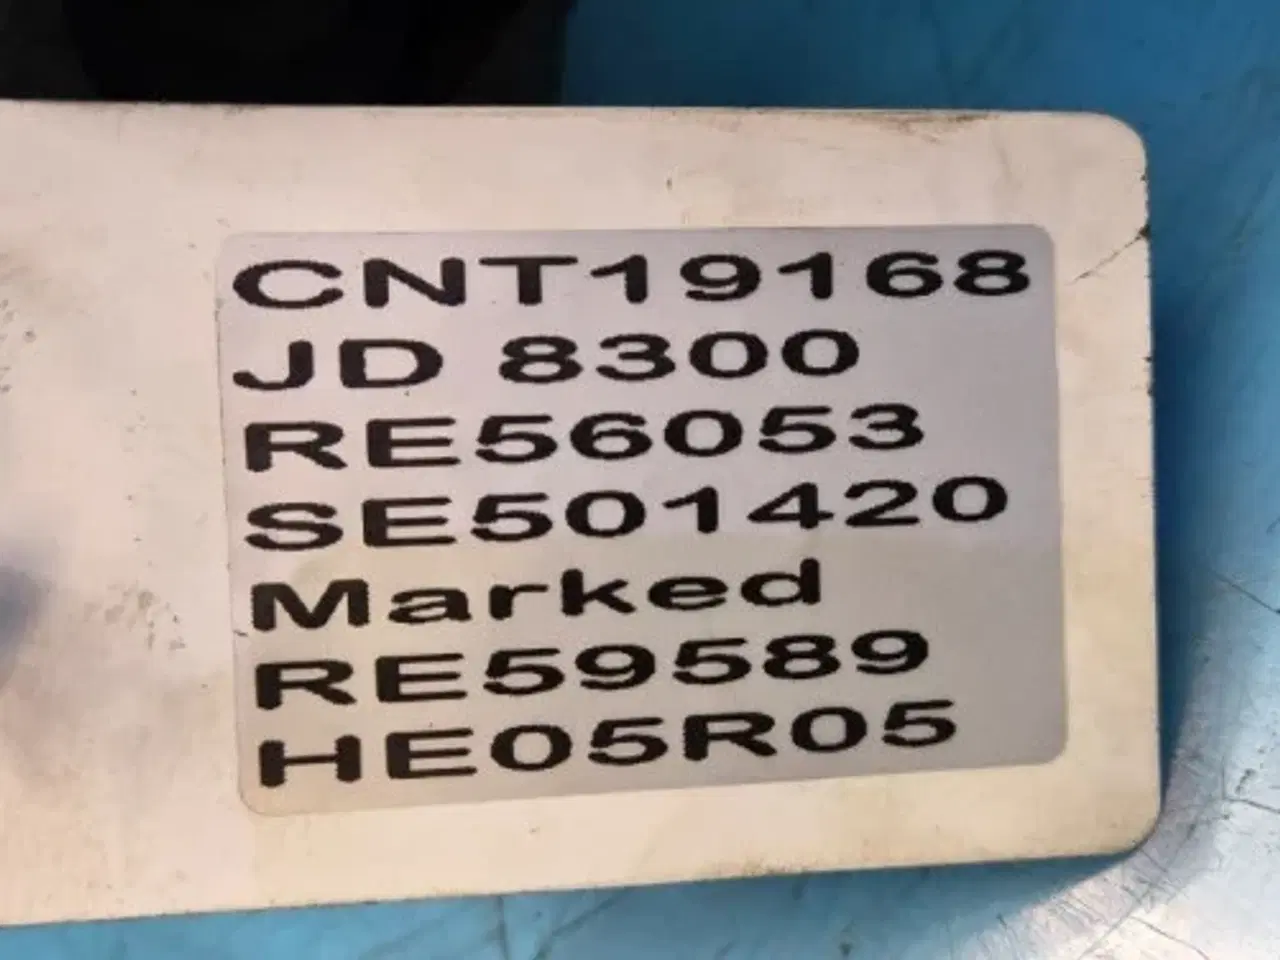 CNT19168
JD 8300
RE56053
SE501420
Marked
RE59589
HE05R05